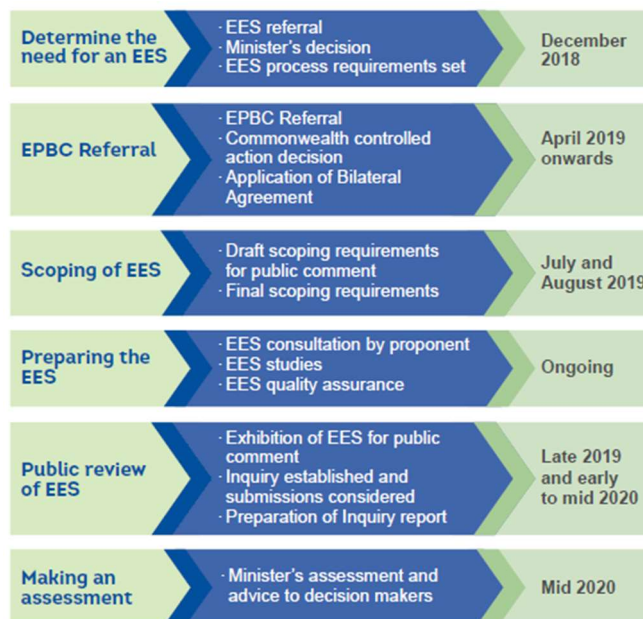 Determine the
need for an EES
· EES referral
· Minister's decision
· EES process requirements set
December
2018
EPBC Referral
· EPBC Referral
· Commonwealth controlled
action decision
· Application of Bilateral
Agreement
April 2019
onwards
Scoping of EES
· Draft scoping requirements
for public comment
· Final scoping requirements
July and
August 2019
Preparing the
EES
· EES consultation by proponent
· EES studies
· EES quality assurance
Ongoing
Public review
of EES
· Exhibition of EES for public
comment
· Inquiry established and
submissions considered
· Preparation of Inquiry report
Late 2019
and early
to mid 2020
Making an
assessment
· Minister's assessment and
advice to decision makers
Mid 2020